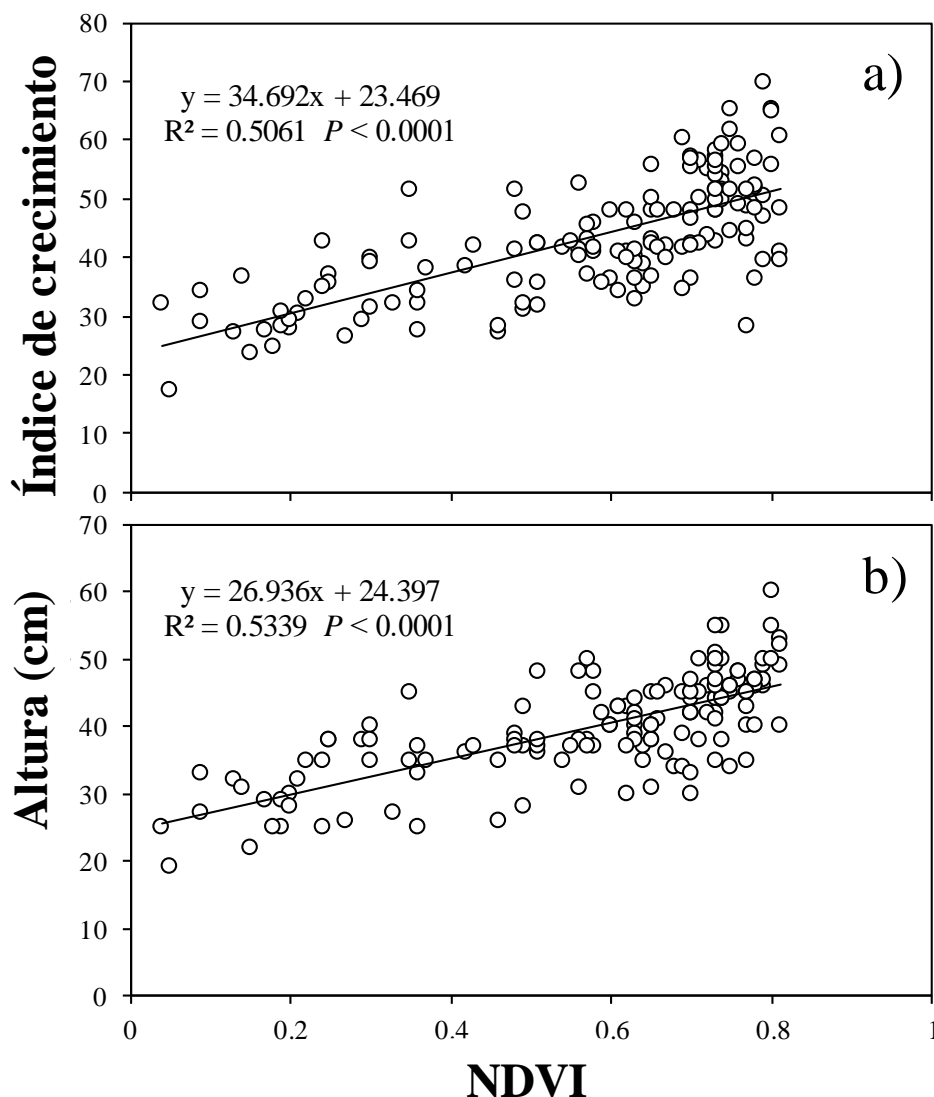 80
70
60
50
40
30
20
10
0
Índice de crecimiento
a)
y = 34.692x + 23.469
R² = 0.5061 P < 0.0001
70
60
50
40
30
20
10
0
Altura (cm)
b)
y = 26.936x + 24.397
R² = 0.5339 P < 0.0001
0 0.2 0.4 0.6 0.8 1
NDVI